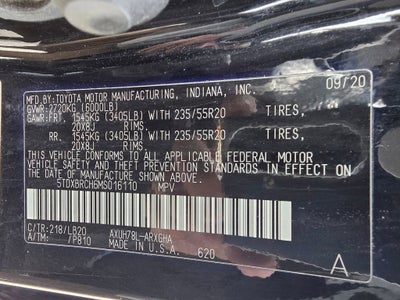 09/20
MFD BY:TOYOTA MOTOR MANUFACTURING, INDIANA, INC.
GVWR:2720KG (6000LB)
GAWR:FRT. 1545KG (3405LB) WITH 235/55R20 TIRES,
20X8J RIMS,
RR. 1545KG (3405LB) WITH 235/55R20 TIRES,
20X8J RIMS.
THIS VEHICLE CONFORMS TO ALL APPLICABLE FEDERAL MOTOR
VEHICLE SAFETY AND THEFT PREVENTION STANDARDS IN EFFECT ON
THE DATE OF MANUFACTURE SHOWN ABOVE.
5TDXBRCH6MS016110 MPV
C/TR:218/LB20 AXUH78L-ARXGHA
A/TM: /P810 MADE IN U.S.A. 620
A